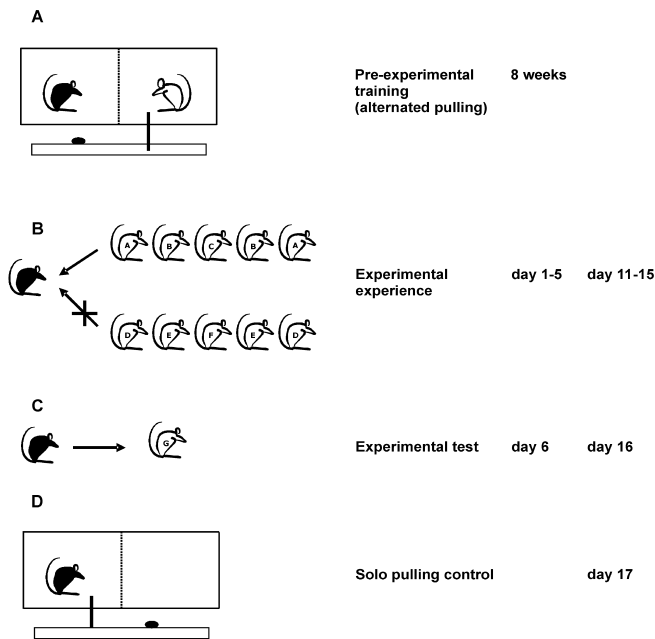 A
Pre-experimental 8 weeks
training
(alternated pulling)
B
A B C B A
Experimental day 1-5 day 11-15
experience
D E F E D
C
G
Experimental test day 6 day 16
D
Solo pulling control day 17